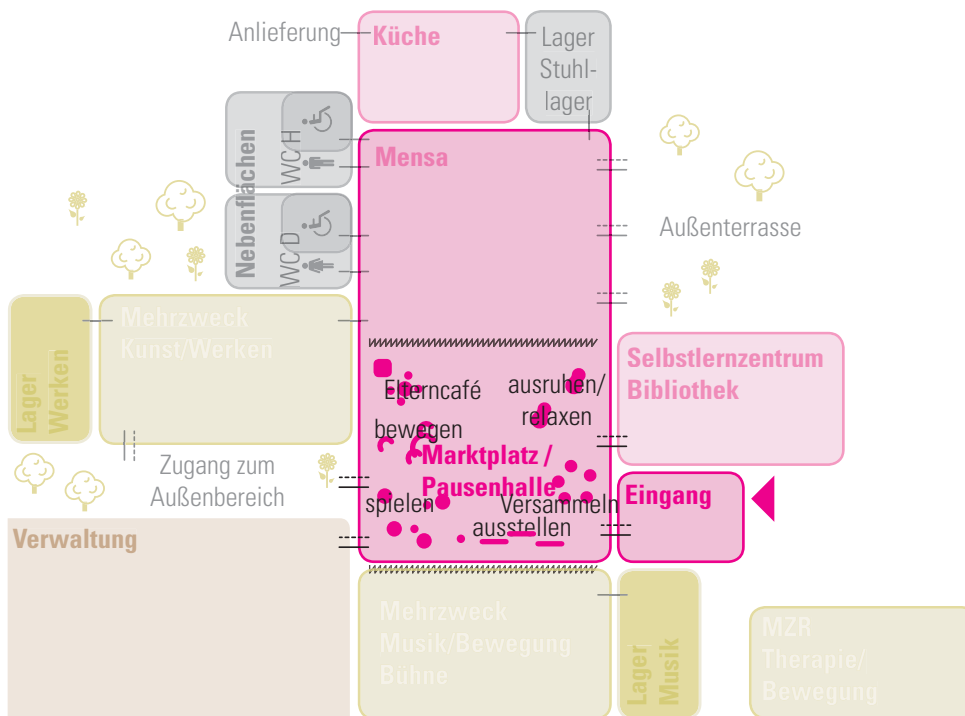 Anlieferung
Küche
Lager
Stuhl-
lager
Nebenflächen
WC H
WC D
Mensa
Außenterrasse
Lager
Werken
Mehrzweck
Kunst/Werken
Selbstlernzentrum
Bibliothek
Elterncafé
ausruhen/
relaxen
bewegen
Marktplatz /
Pausenhalle
Zugang zum
Außenbereich
spielen
Versammeln
ausstellen
Eingang
Verwaltung
Mehrzweck
Musik/Bewegung
Bühne
Lager
Musik
MZR
Therapie/
Bewegung